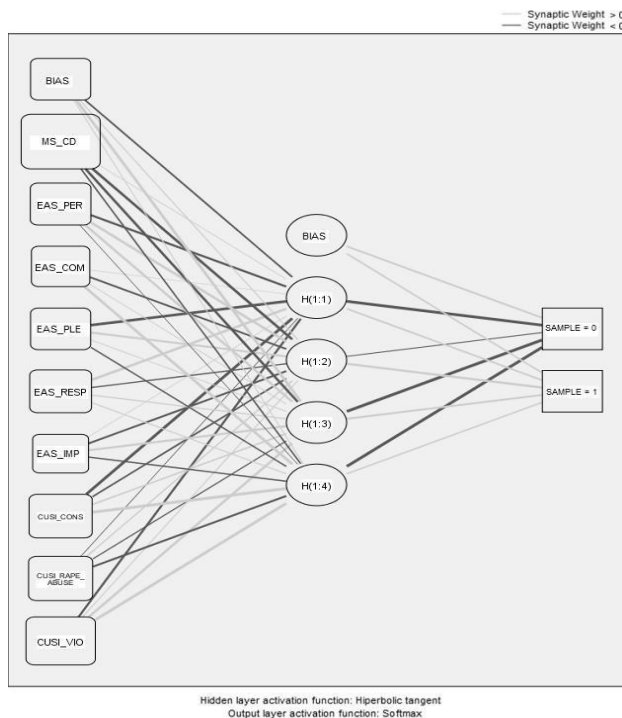 Synaptic Weight > 0
Synaptic Weight < 0
BIAS
MS_CD
EAS_PER
EAS_COM
EAS_PLE
EAS_RESP
EAS_IMP
CUSI_CONS
CUSI_RAPE_
ABUSE
CUSI_VIO
BIAS
H(1:1)
H(1:2)
H(1:3)
H(1:4)
SAMPLE = 0
SAMPLE = 1
Hidden layer activation function: Hiperbolic tangent
Output layer activation function: Softmax